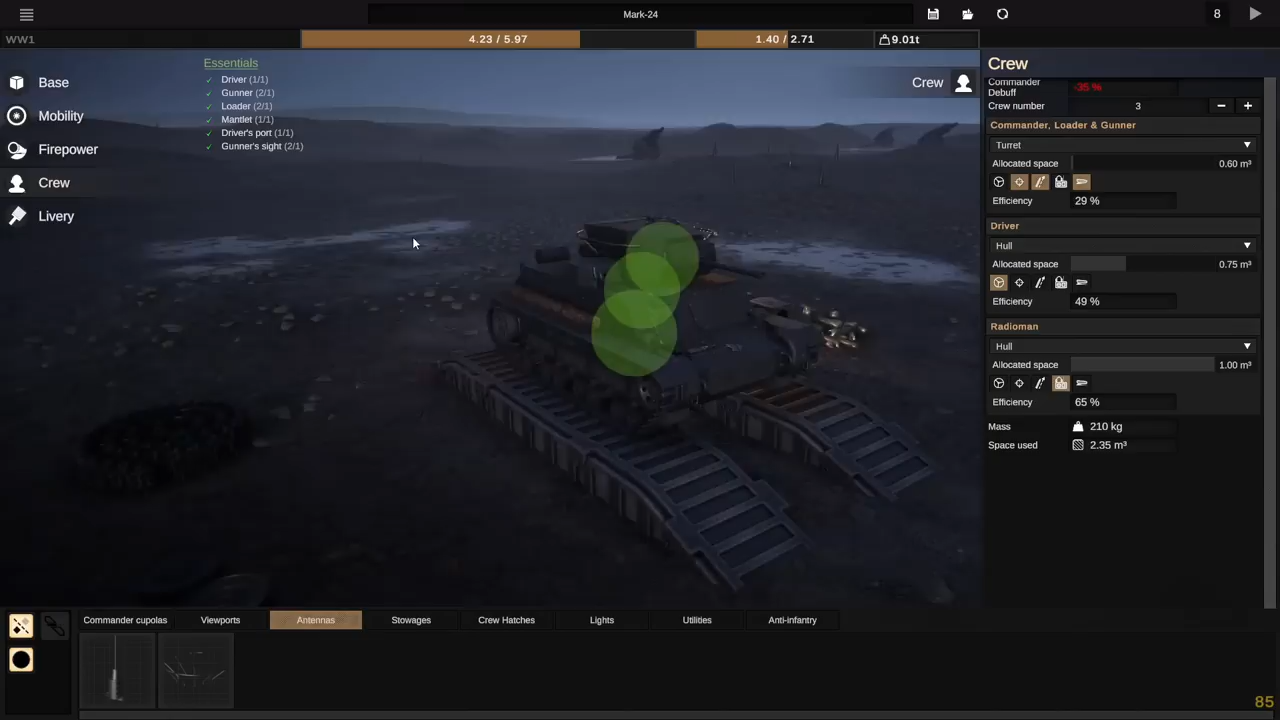 Mark-24
8
WW1
4.23 / 5.97
1.40 / 2.71
9.01t
Essentials
Driver (1/1)
Gunner (2/1)
Loader (2/1)
Mantlet (1/1)
Driver's port (1/1)
Gunner's sight (2/1)
Base
Mobility
Firepower
Crew
Livery
Crew
Crew
Commander
Debuff
-35 %
Crew number
3
Commander, Loader & Gunner
Turret
Allocated space
0.60 m³
Efficiency
29 %
Driver
Hull
Allocated space
0.75 m³
Efficiency
49 %
Radioman
Hull
Allocated space
1.00 m³
Efficiency
65 %
Mass
210 kg
Space used
2.35 m³
Commander cupolas
Viewports
Antennas
Stowages
Crew Hatches
Lights
Utilities
Anti-infantry
85